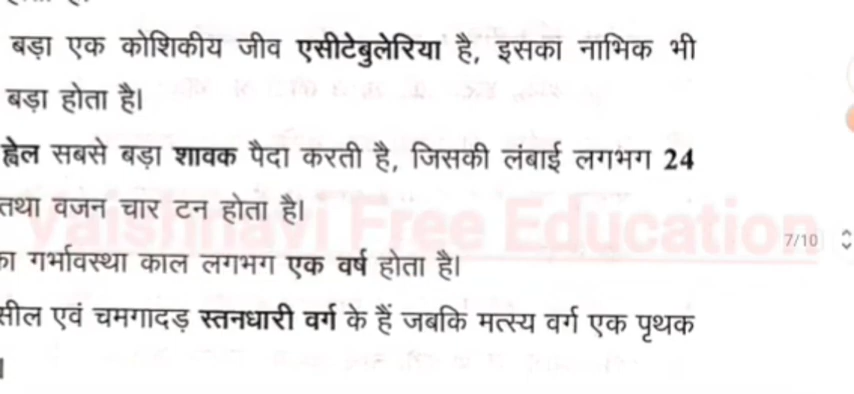 बड़ा एक कोशिकीय जीव एसीटेबुलेरिया है, इसका नाभिक भी
बड़ा होता है।
ह्वेल सबसे बड़ा शावक पैदा करती है, जिसकी लंबाई लगभग 24
तथा वजन चार टन होता है।
Vaishnavi Free Education
7/10
का गर्भावस्था काल लगभग एक वर्ष होता है।
सील एवं चमगादड़ स्तनधारी वर्ग के हैं जबकि मत्स्य वर्ग एक पृथक